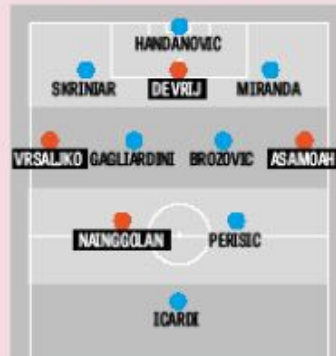 HANDANOVIC
SKRINIAR DEVRIJ MIRANDA
VRSALJKO GAGLIARDINI BROZOVIC ASAMOAH
NAINGGOLAN PERISIC
ICARDI